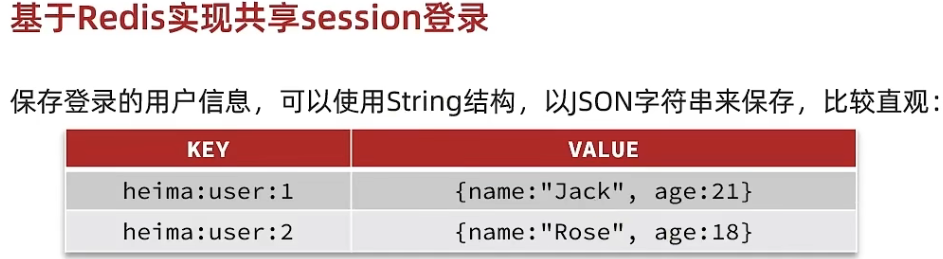 基于Redis实现共享session登录
保存登录的用户信息，可以使用String结构，以JSON字符串来保存，比较直观：
KEY VALUE
heima:user:1 {name:"Jack", age:21}
heima:user:2 {name:"Rose", age:18}